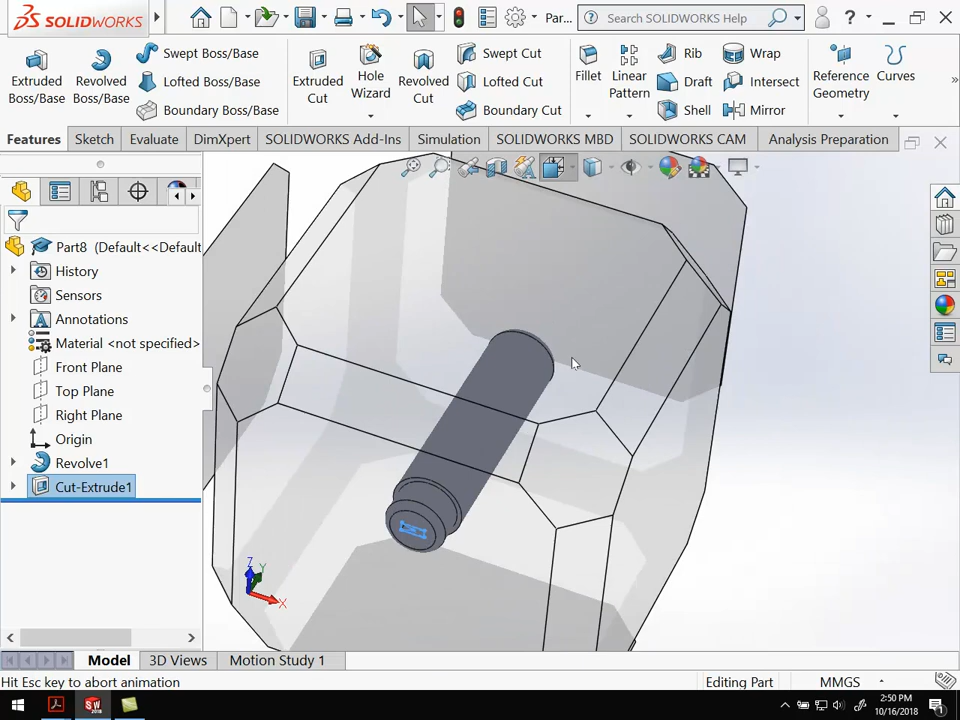 SOLIDWORKS
Par...
Search SOLIDWORKS Help
Extruded Boss/Base
Revolved Boss/Base
Swept Boss/Base
Lofted Boss/Base
Boundary Boss/Base
Extruded Cut
Hole Wizard
Revolved Cut
Swept Cut
Lofted Cut
Boundary Cut
Fillet
Linear Pattern
Rib
Draft
Shell
Wrap
Intersect
Mirror
Reference Geometry
Curves
Features
Sketch
Evaluate
DimXpert
SOLIDWORKS Add-Ins
Simulation
SOLIDWORKS MBD
SOLIDWORKS CAM
Analysis Preparation
Part8 (Default<<Default
History
Sensors
Annotations
Material <not specified>
Front Plane
Top Plane
Right Plane
Origin
Revolve1
Cut-Extrude1
Z
Y
X
Model
3D Views
Motion Study 1
Hit Esc key to abort animation
Editing Part
MMGS
2:50 PM
10/16/2018